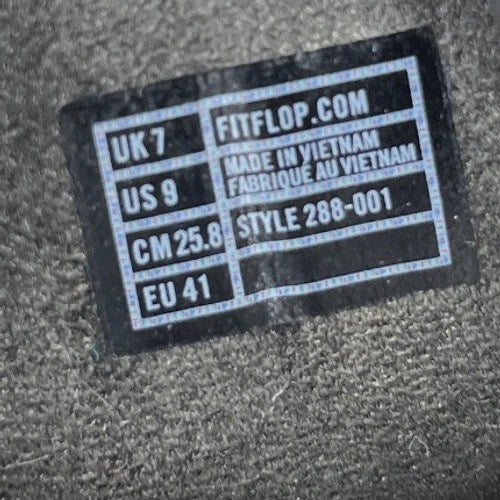 UK 7
US 9
CM 25.8
EU 41
FITFLOP.COM
MADE IN VIETNAM
FABRIQUÉ AU VIETNAM
STYLE 288-001